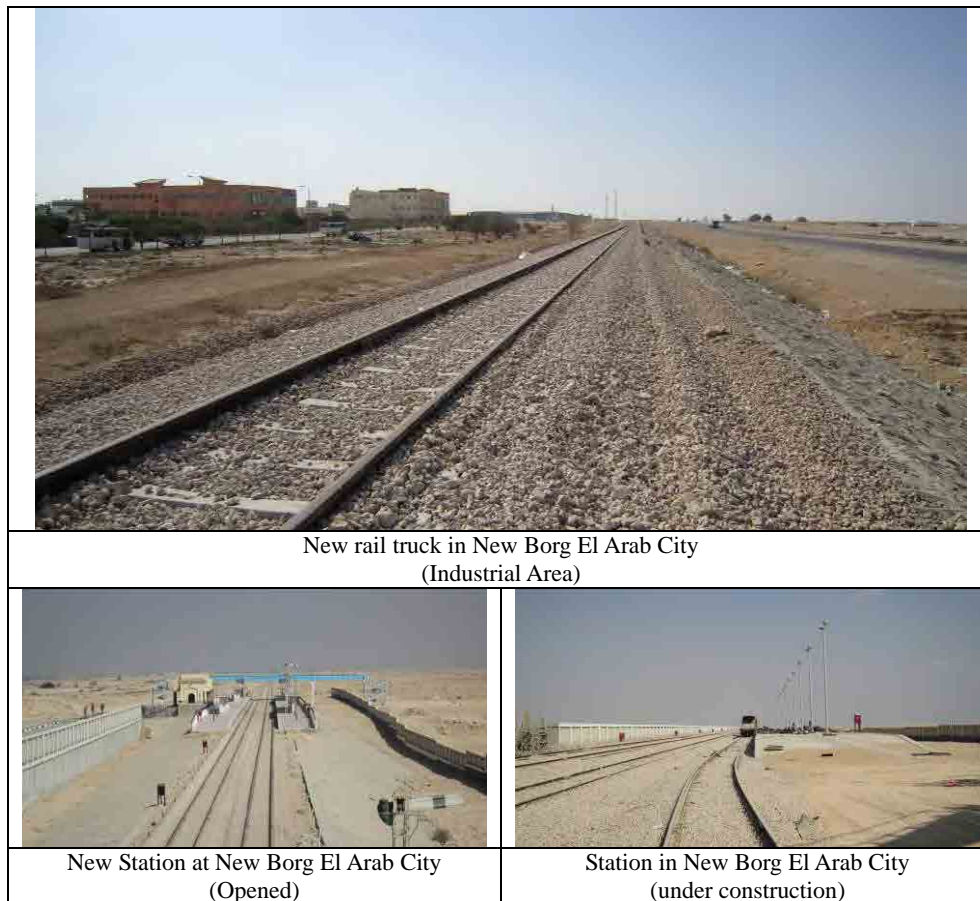 New rail truck in New Borg El Arab City
(Industrial Area)
New Station at New Borg El Arab City
(Opened)
Station in New Borg El Arab City
(under construction)